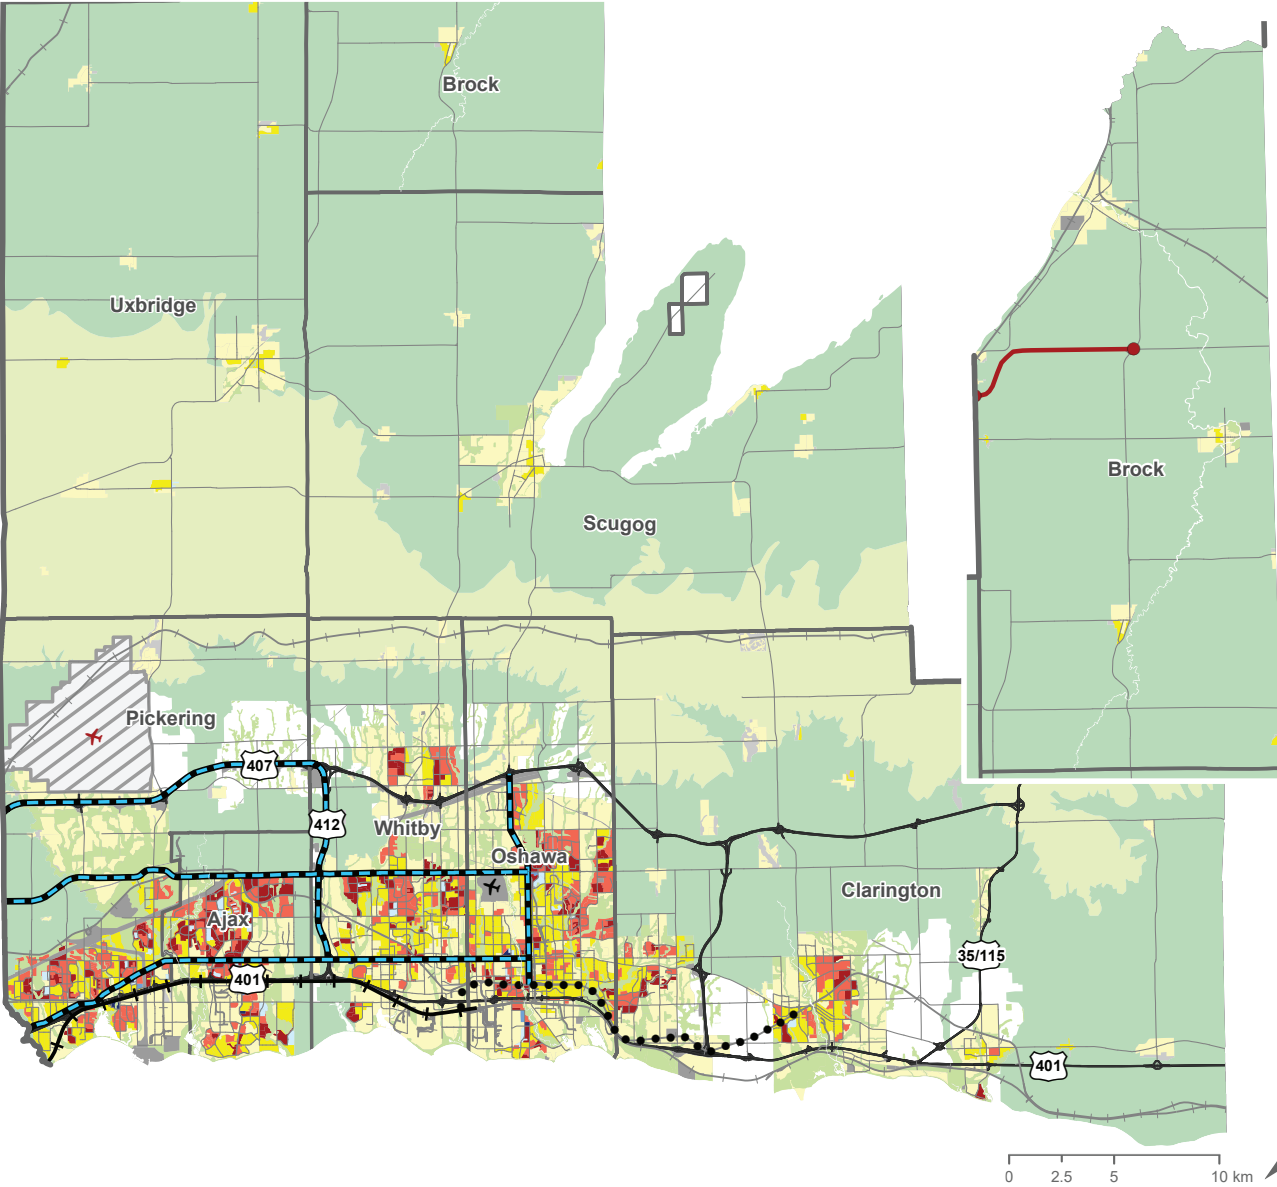 Brock
Uxbridge
Brock
Scugog
Pickering
407
412
Whitby
Oshawa
Clarington
Ajax
35/115
401
401
0 2.5 5 10 km